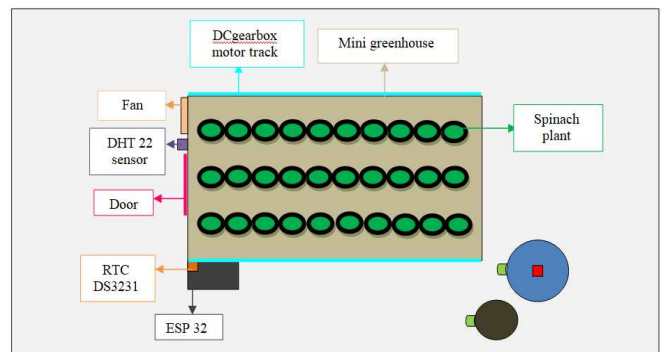 DCgearbox
motor track
Mini greenhouse
Fan
Spinach
plant
DHT 22
sensor
Door
RTC
DS3231
ESP 32